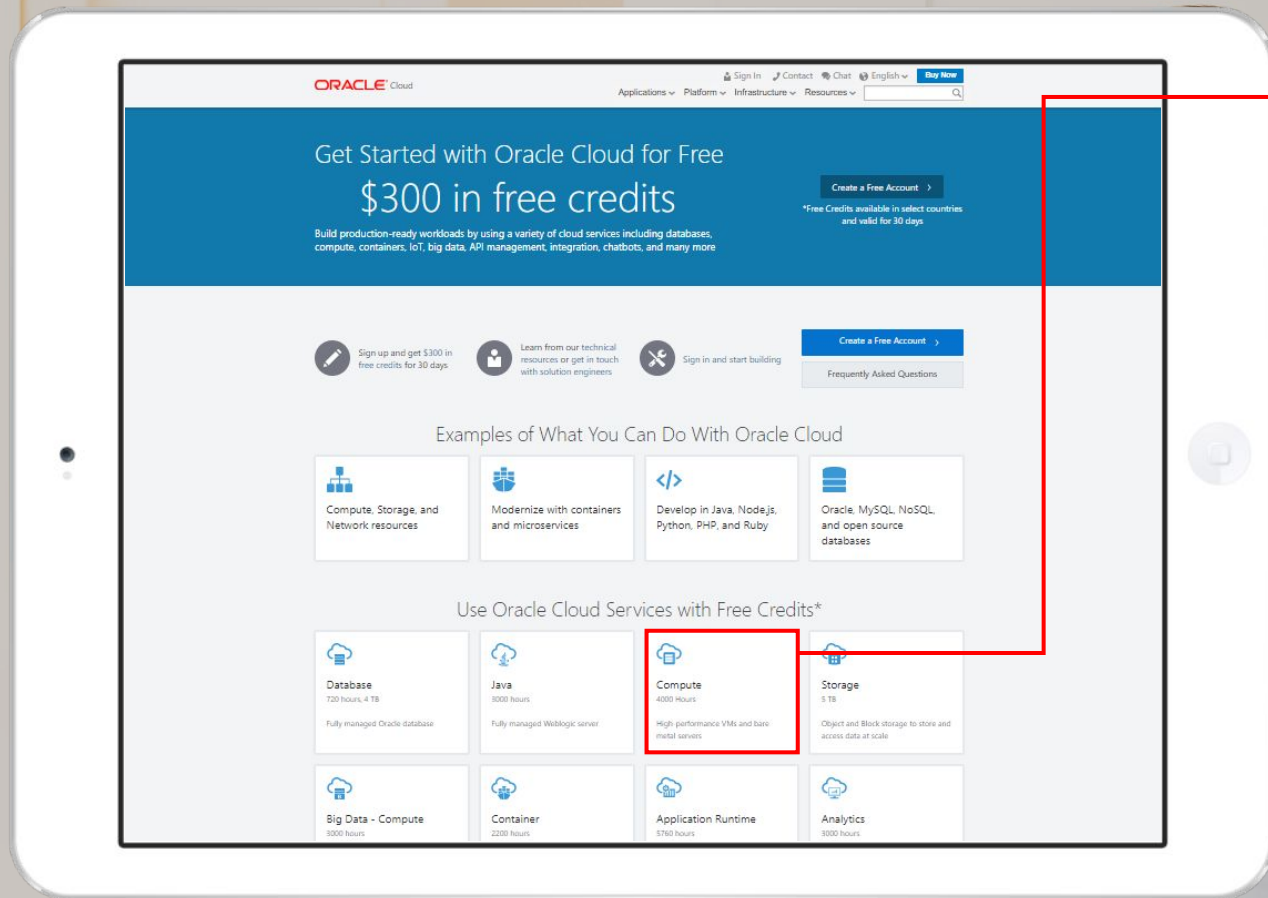 ORACLE® Cloud
Sign In Contact Chat English Buy Now
Applications Platform Infrastructure Resources
Get Started with Oracle Cloud for Free
$300 in free credits
Build production-ready workloads by using a variety of cloud services including databases,
compute, containers, IoT, big data, API management, integration, chatbots, and many more
Create a Free Account >
*Free Credits available in select countries
and valid for 30 days
Sign up and get $300 in
free credits for 30 days
Learn from our technical
resources or get in touch
with solution engineers
Sign in and start building
Create a Free Account >
Frequently Asked Questions
Examples of What You Can Do With Oracle Cloud
Compute, Storage, and
Network resources
Modernize with containers
and microservices
</>
Develop in Java, Node.js,
Python, PHP, and Ruby
Oracle, MySQL, NoSQL,
and open source
databases
Use Oracle Cloud Services with Free Credits*
Database
720 hours, 4 TB
Fully managed Oracle database
Java
3000 hours
Fully managed Weblogic server
Compute
4000 Hours
High performance VMs and bare
metal servers
Storage
5 TB
Object and Block storage to store and
access data at scale
Big Data - Compute
3000 hours
Container
2200 hours
Application Runtime
5760 hours
Analytics
3000 hours